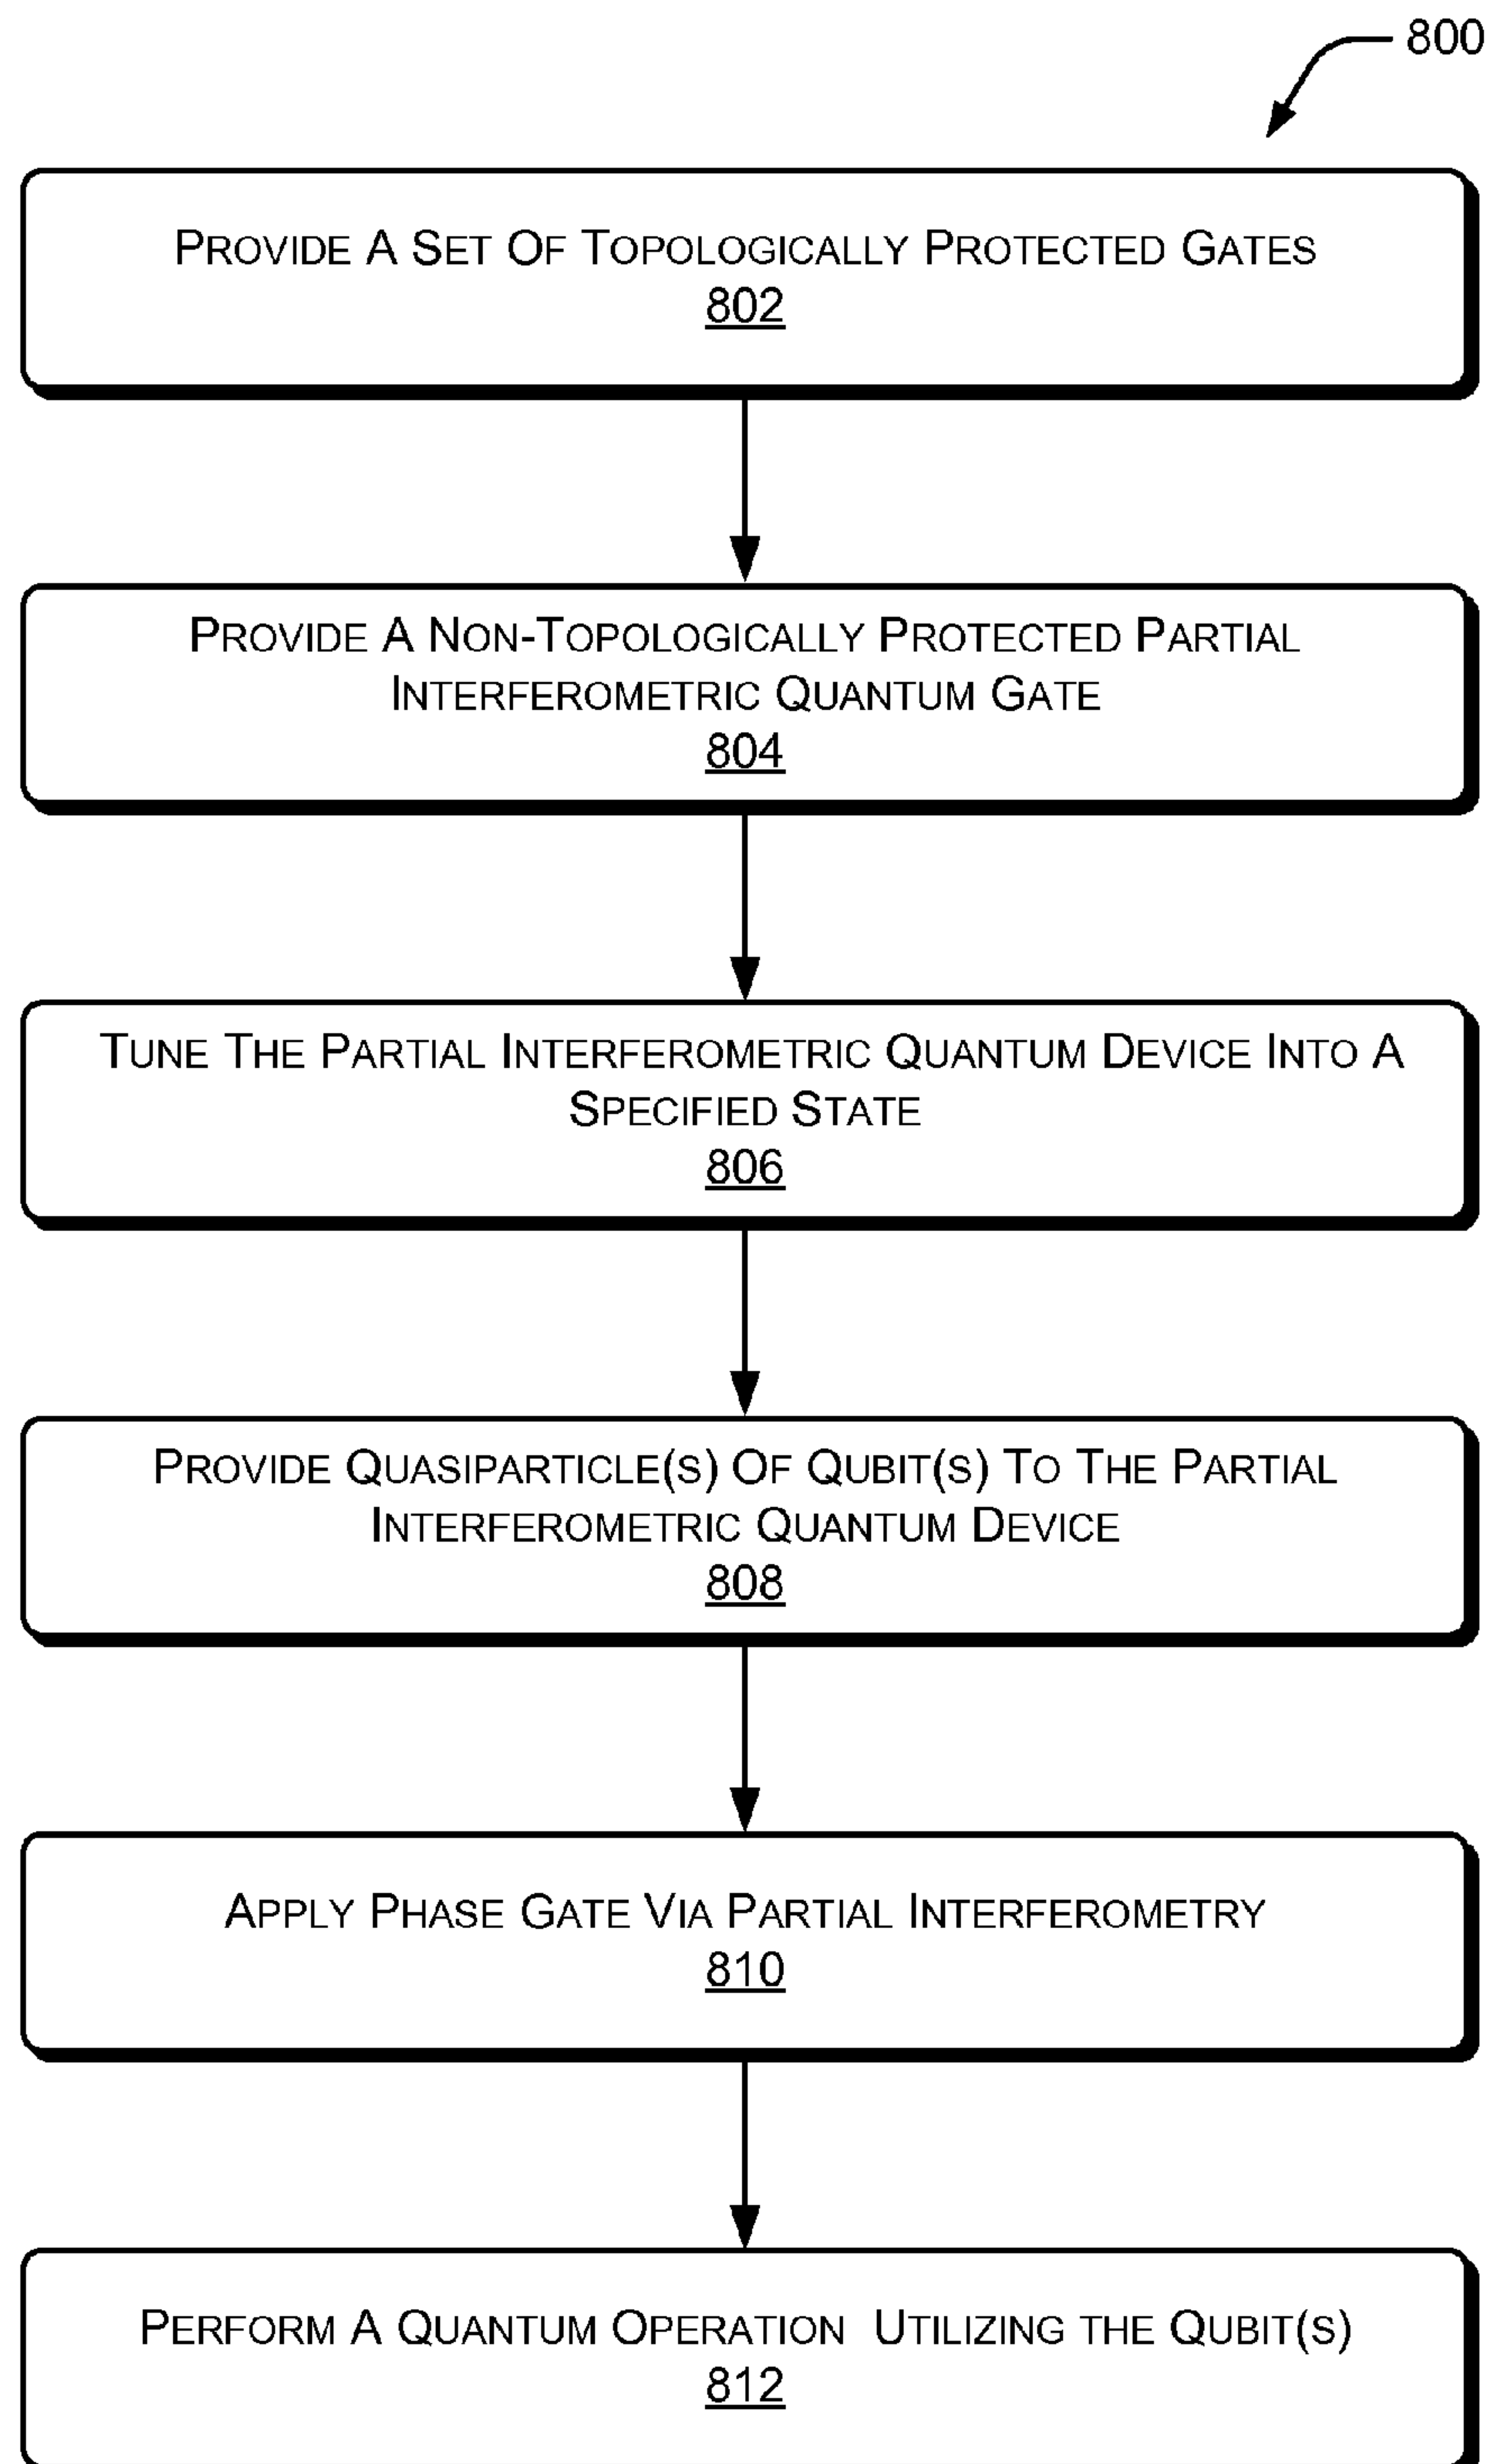 800
PROVIDE A SET OF TOPOLOGICALLY PROTECTED GATES
802
PROVIDE A NON-TOPOLOGICALLY PROTECTED PARTIAL
INTERFEROMETRIC QUANTUM GATE
804
TUNE THE PARTIAL INTERFEROMETRIC QUANTUM DEVICE INTO A
SPECIFIED STATE
806
PROVIDE QUASIPARTICLE(S) OF QUBIT(S) TO THE PARTIAL
INTERFEROMETRIC QUANTUM DEVICE
808
APPLY PHASE GATE VIA PARTIAL INTERFEROMETRY
810
PERFORM A QUANTUM OPERATION UTILIZING THE QUBIT(S)
812